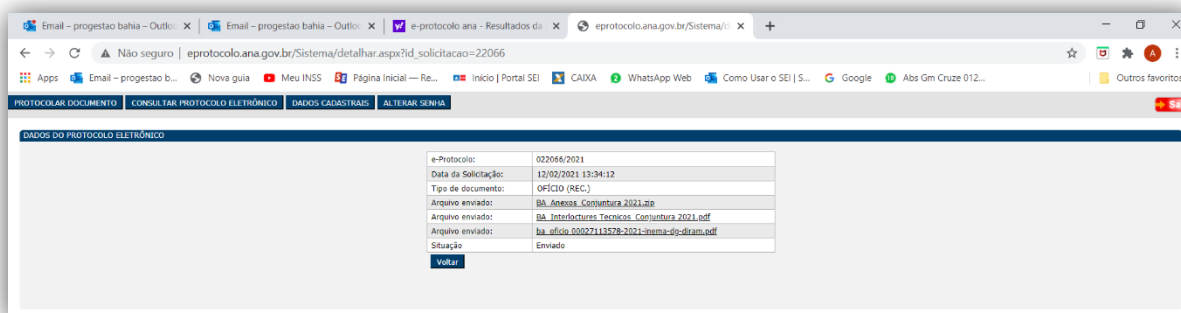 Email – progestao bahia – Outloo
Email – progestao bahia – Outloo
e-protocolo ana - Resultados da
eprotocolo.ana.gov.br/Sistema/d
Não seguro | eprotocolo.ana.gov.br/Sistema/detalhar.aspx?id_solicitacao=22066
Apps
Email – progestao b...
Nova guia
Meu INSS
Página Inicial — Re...
Início | Portal SEI
CAIXA
WhatsApp Web
Como Usar o SEI | S...
Google
Abs Gm Cruze 012...
Outros favoritos
PROTOCOLAR DOCUMENTO
CONSULTAR PROTOCOLO ELETRÔNICO
DADOS CADASTRAIS
ALTERAR SENHA
DADOS DO PROTOCOLO ELETRÔNICO
e-Protocolo: 022066/2021
Data da Solicitação: 12/02/2021 13:34:12
Tipo de documento: OFÍCIO (REC.)
Arquivo enviado: BA_Anexos_Conjuntura 2021.zip
Arquivo enviado: BA_Interloctures Tecnicos_Conjuntura 2021.pdf
Arquivo enviado: ba_oficio_00027113578-2021-inema-dg-diram.pdf
Situação Enviado
Voltar